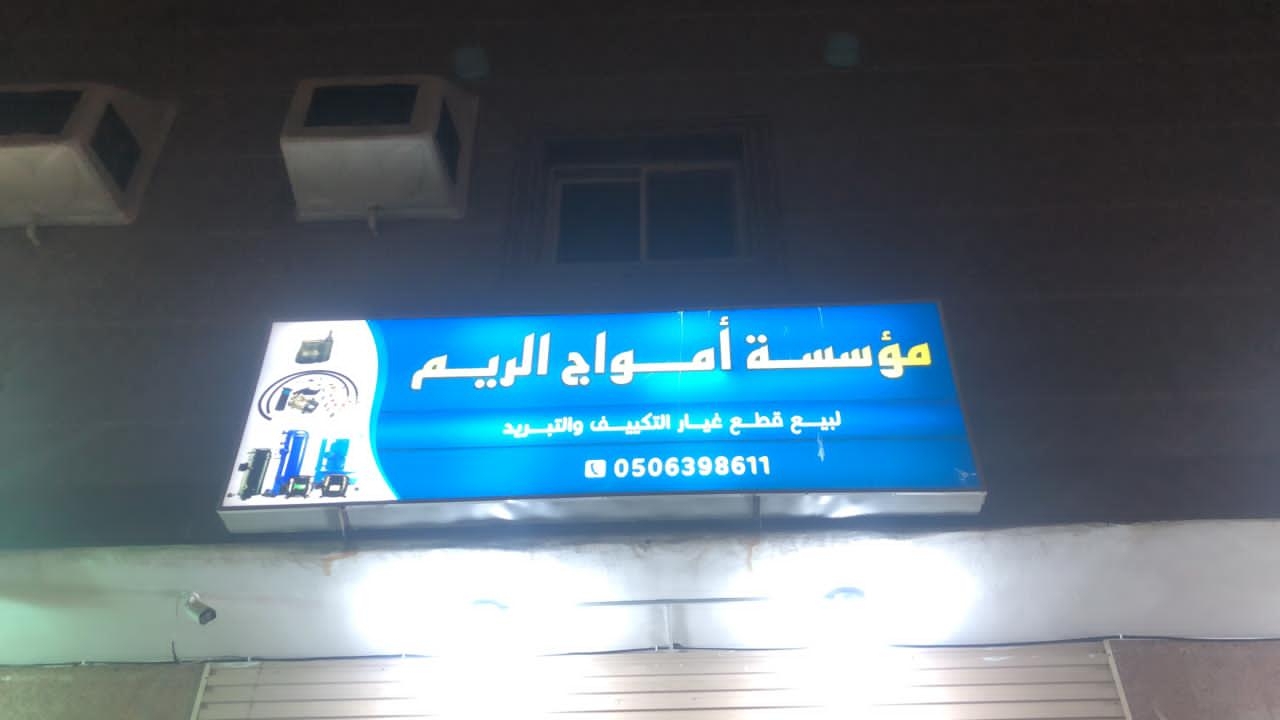 مؤسسة أمواج الريم
لبيع قطع غيار التكييف والتبريد
0506398611